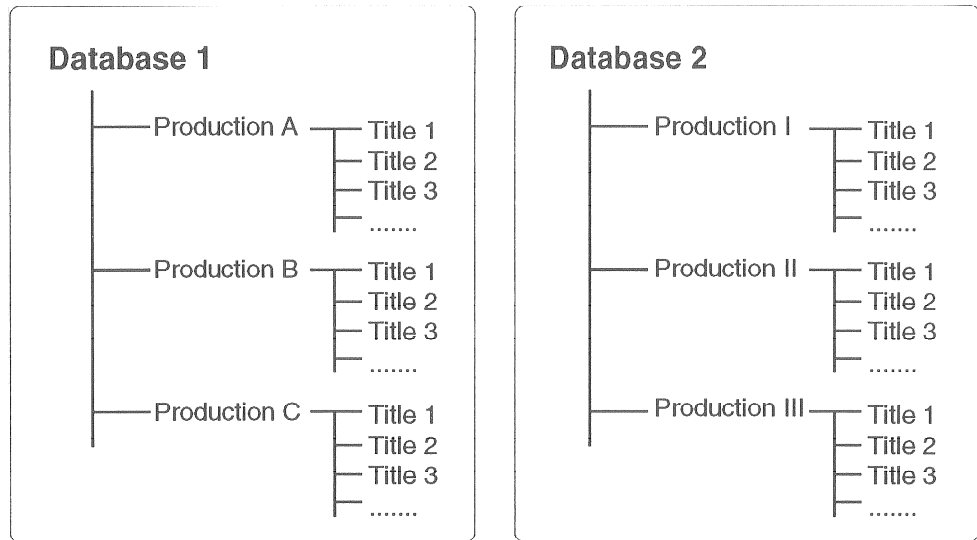 Database 1
Production A
Title 1
Title 2
Title 3
.......
Production B
Title 1
Title 2
Title 3
.......
Production C
Title 1
Title 2
Title 3
.......
Database 2
Production I
Title 1
Title 2
Title 3
.......
Production II
Title 1
Title 2
Title 3
.......
Production III
Title 1
Title 2
Title 3
.......